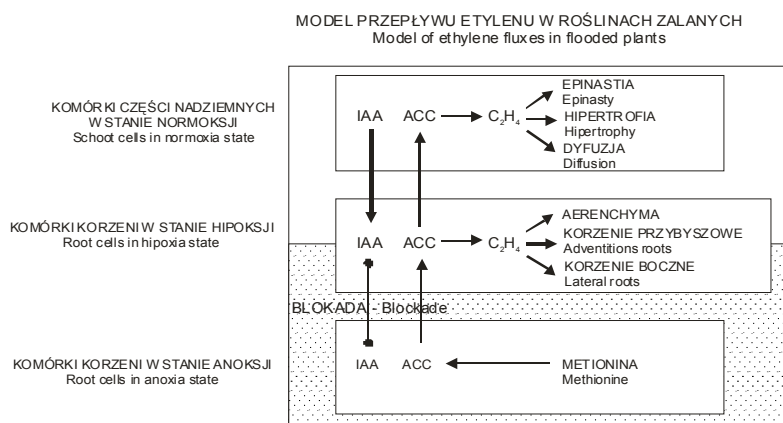 MODEL PRZEPŁYWU ETYLENU W ROŚLINACH ZALANYCH
Model of ethylene fluxes in flooded plants
KOMÓRKI CZĘŚCI NADZIEMNYCH
W STANIE NORMOKSJI
Schoot cells in normoxia state
IAA ACC C₂H₄
EPINASTIA
Epinasty
HIPERTROFIA
Hipertrophy
DYFUZJA
Diffusion
KOMÓRKI KORZENI W STANIE HIPOKSJI
Root cells in hipoxia state
IAA ACC C₂H₄
AERENCHYMA
KORZENIE PRZYBYSZOWE
Adventitions roots
KORZENIE BOCZNE
Lateral roots
BLOKADA - Blockade
KOMÓRKI KORZENI W STANIE ANOKSJI
Root cells in anoxia state
IAA ACC
METIONINA
Methionine